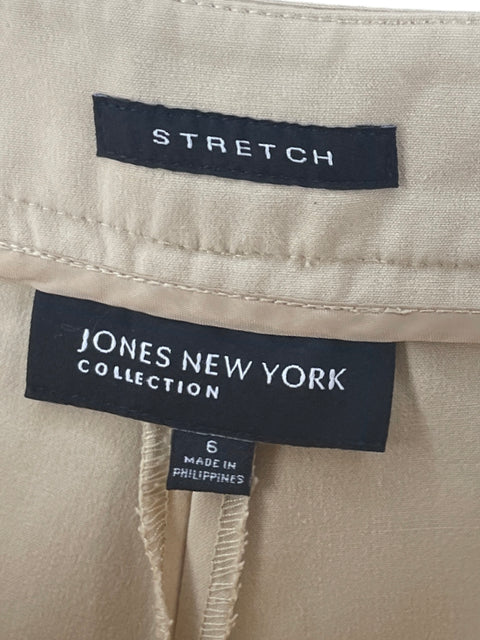 STRETCH
JONES NEW YORK
COLLECTION
6
MADE IN
PHILIPPINES